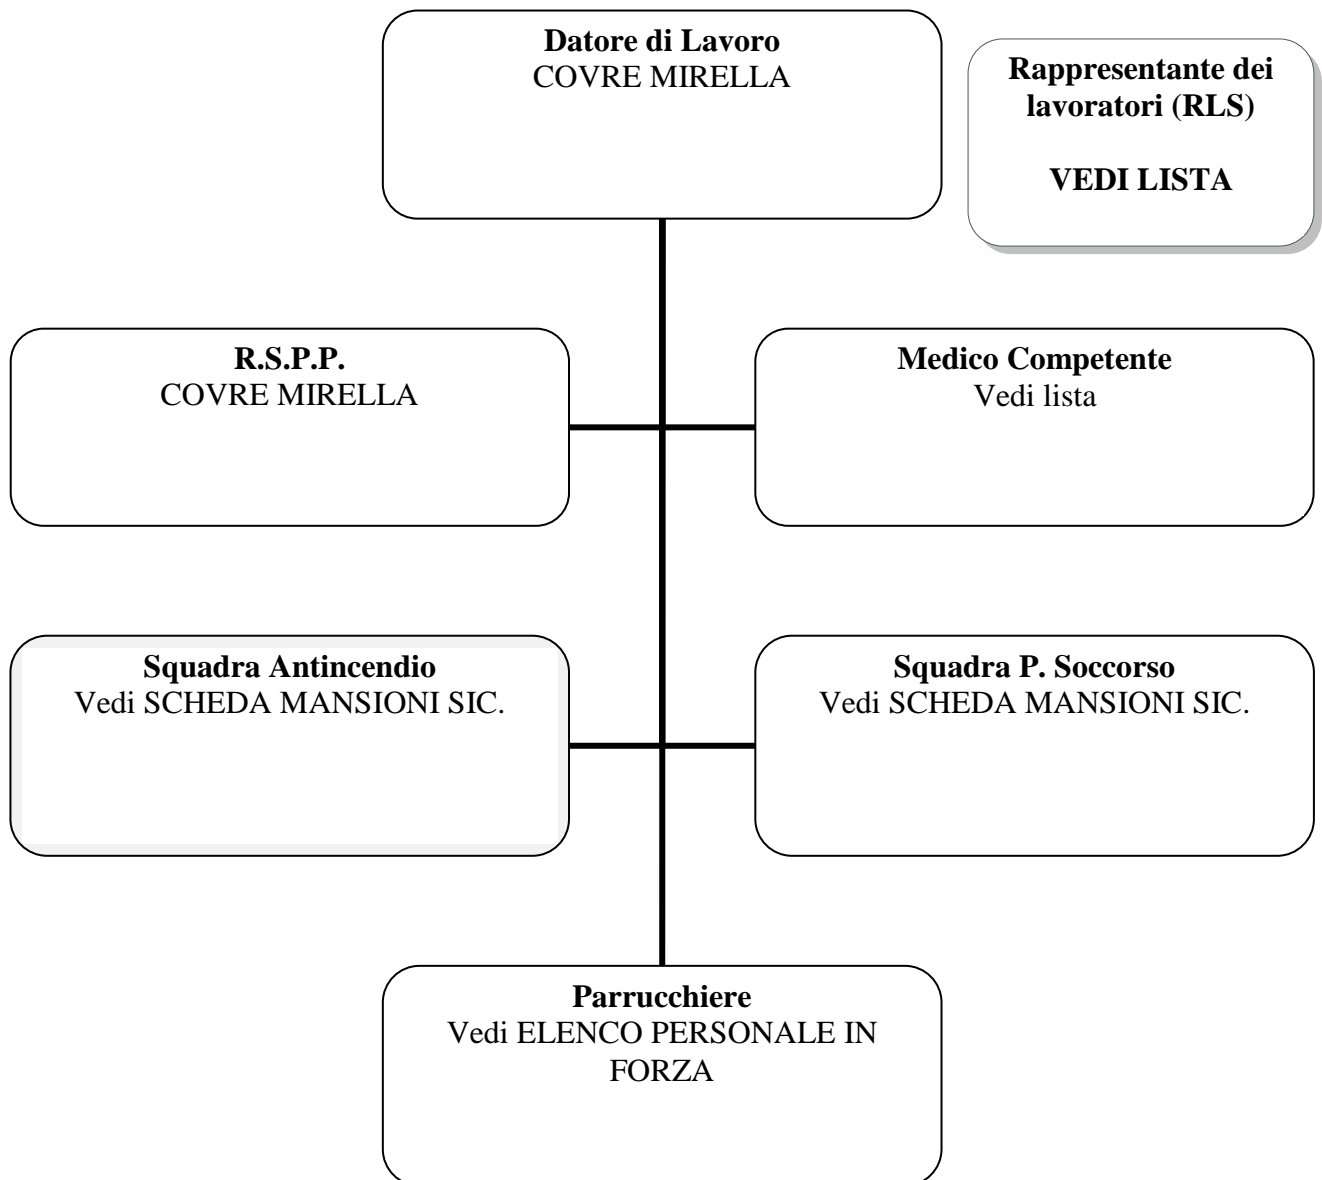 Datore di Lavoro
COVRE MIRELLA
Rappresentante dei
lavoratori (RLS)
VEDI LISTA
R.S.P.P.
COVRE MIRELLA
Medico Competente
Vedi lista
Squadra Antincendio
Vedi SCHEDA MANSIONI SIC.
Squadra P. Soccorso
Vedi SCHEDA MANSIONI SIC.
Parrucchiere
Vedi ELENCO PERSONALE IN
FORZA